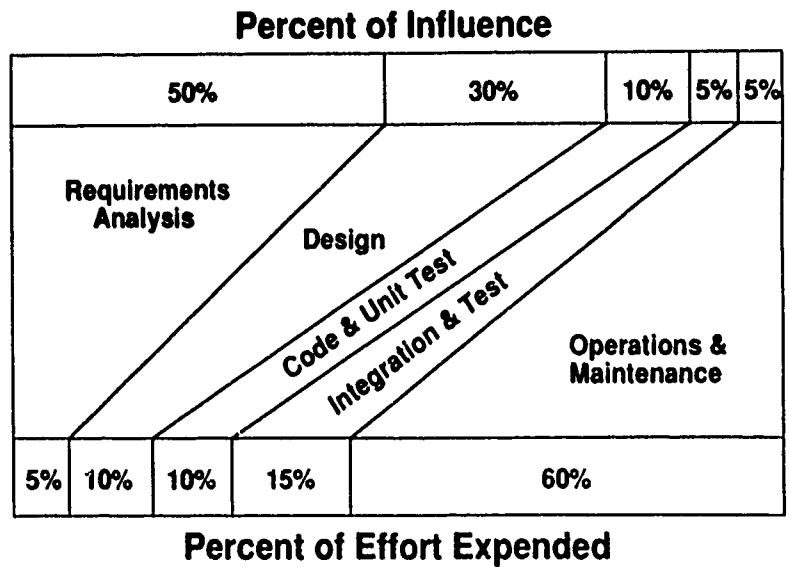 Percent of Influence
50% 30% 10% 5% 5%
Requirements
Analysis
Design
Code & Unit Test
Integration & Test
Operations &
Maintenance
5% 10% 10% 15% 60%
Percent of Effort Expended